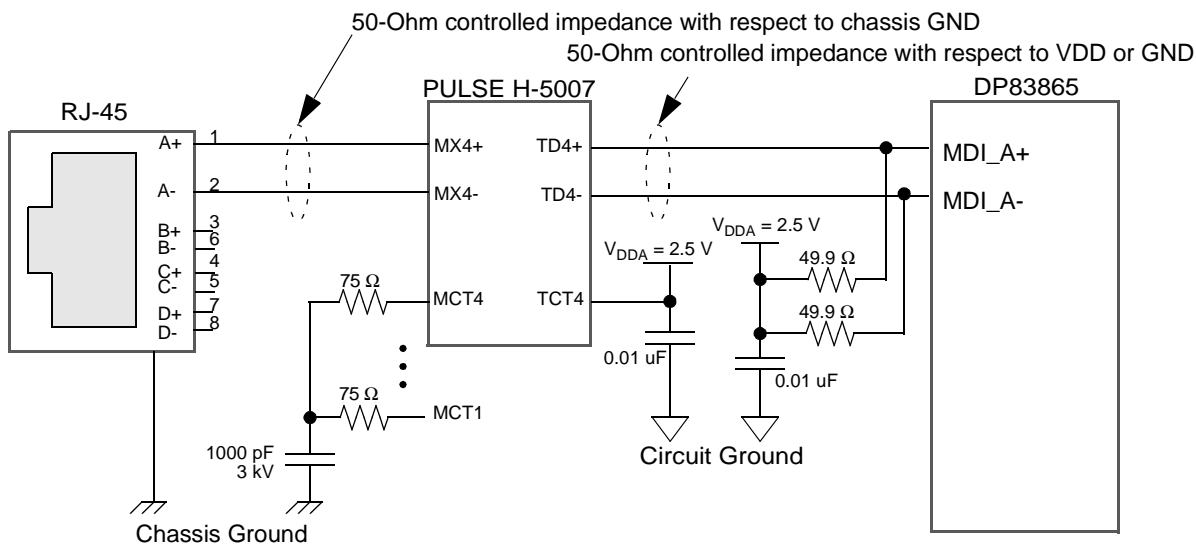 50-Ohm controlled impedance with respect to chassis GND
50-Ohm controlled impedance with respect to VDD or GND
RJ-45
PULSE H-5007
DP83865
A+ 1
MX4+
TD4+
MDI_A+
A- 2
MX4-
TD4-
MDI_A-
B+ 3
B- 6
C+ 4
C- 5
D+ 7
D- 8
VDDA = 2.5 V
VDDA = 2.5 V
49.9 Ω
49.9 Ω
75 Ω
MCT4
TCT4
0.01 uF
0.01 uF
75 Ω
MCT1
1000 pF
3 kV
Circuit Ground
Chassis Ground